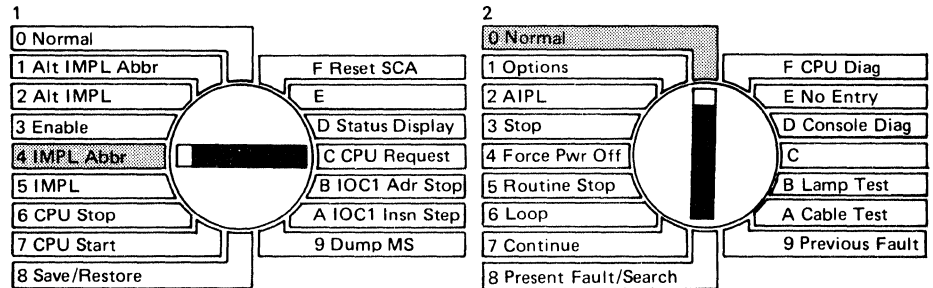 1
0 Normal
1 Alt IMPL Abbr
2 Alt IMPL
3 Enable
4 IMPL Abbr
5 IMPL
6 CPU Stop
7 CPU Start
8 Save/Restore
F Reset SCA
E
D Status Display
C CPU Request
B IOC1 Adr Stop
A IOC1 Insn Step
9 Dump MS
2
0 Normal
1 Options
2 AIPL
3 Stop
4 Force Pwr Off
5 Routine Stop
6 Loop
7 Continue
8 Present Fault/Search
F CPU Diag
E No Entry
D Console Diag
C
B Lamp Test
A Cable Test
9 Previous Fault